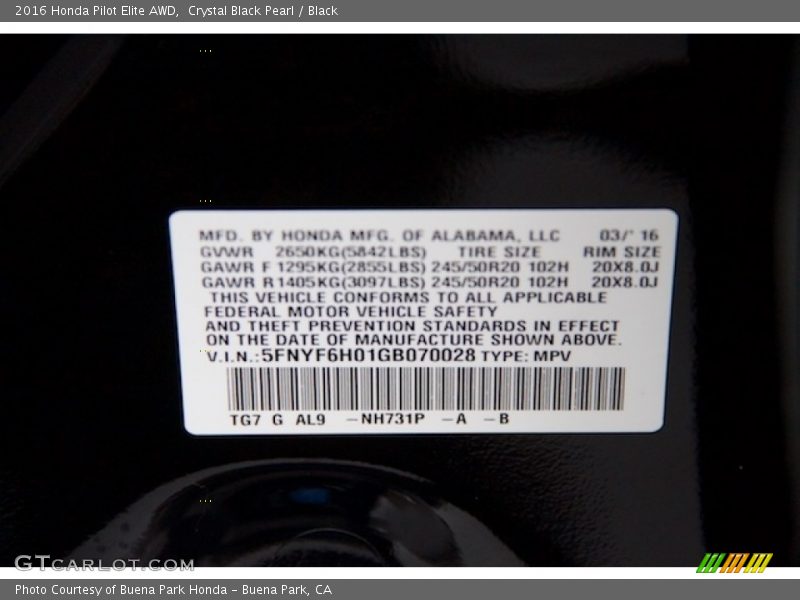 2016 Honda Pilot Elite AWD,  Crystal Black Pearl / Black
MFD. BY HONDA MFG. OF ALABAMA, LLC 03/' 16
GVWR 2650KG(5842LBS) TIRE SIZE RIM SIZE
GAWR F 1295KG(2855LBS) 245/50R20 102H 20X8.0J
GAWR R 1405KG(3097LBS) 245/50R20 102H 20X8.0J
THIS VEHICLE CONFORMS TO ALL APPLICABLE
FEDERAL MOTOR VEHICLE SAFETY
AND THEFT PREVENTION STANDARDS IN EFFECT
ON THE DATE OF MANUFACTURE SHOWN ABOVE.
V.I.N.:5FNYF6H01GB070028 TYPE: MPV
TG7 G AL9 -NH731P -A -B
GTCARLOT.COM
Photo Courtesy of Buena Park Honda - Buena Park, CA